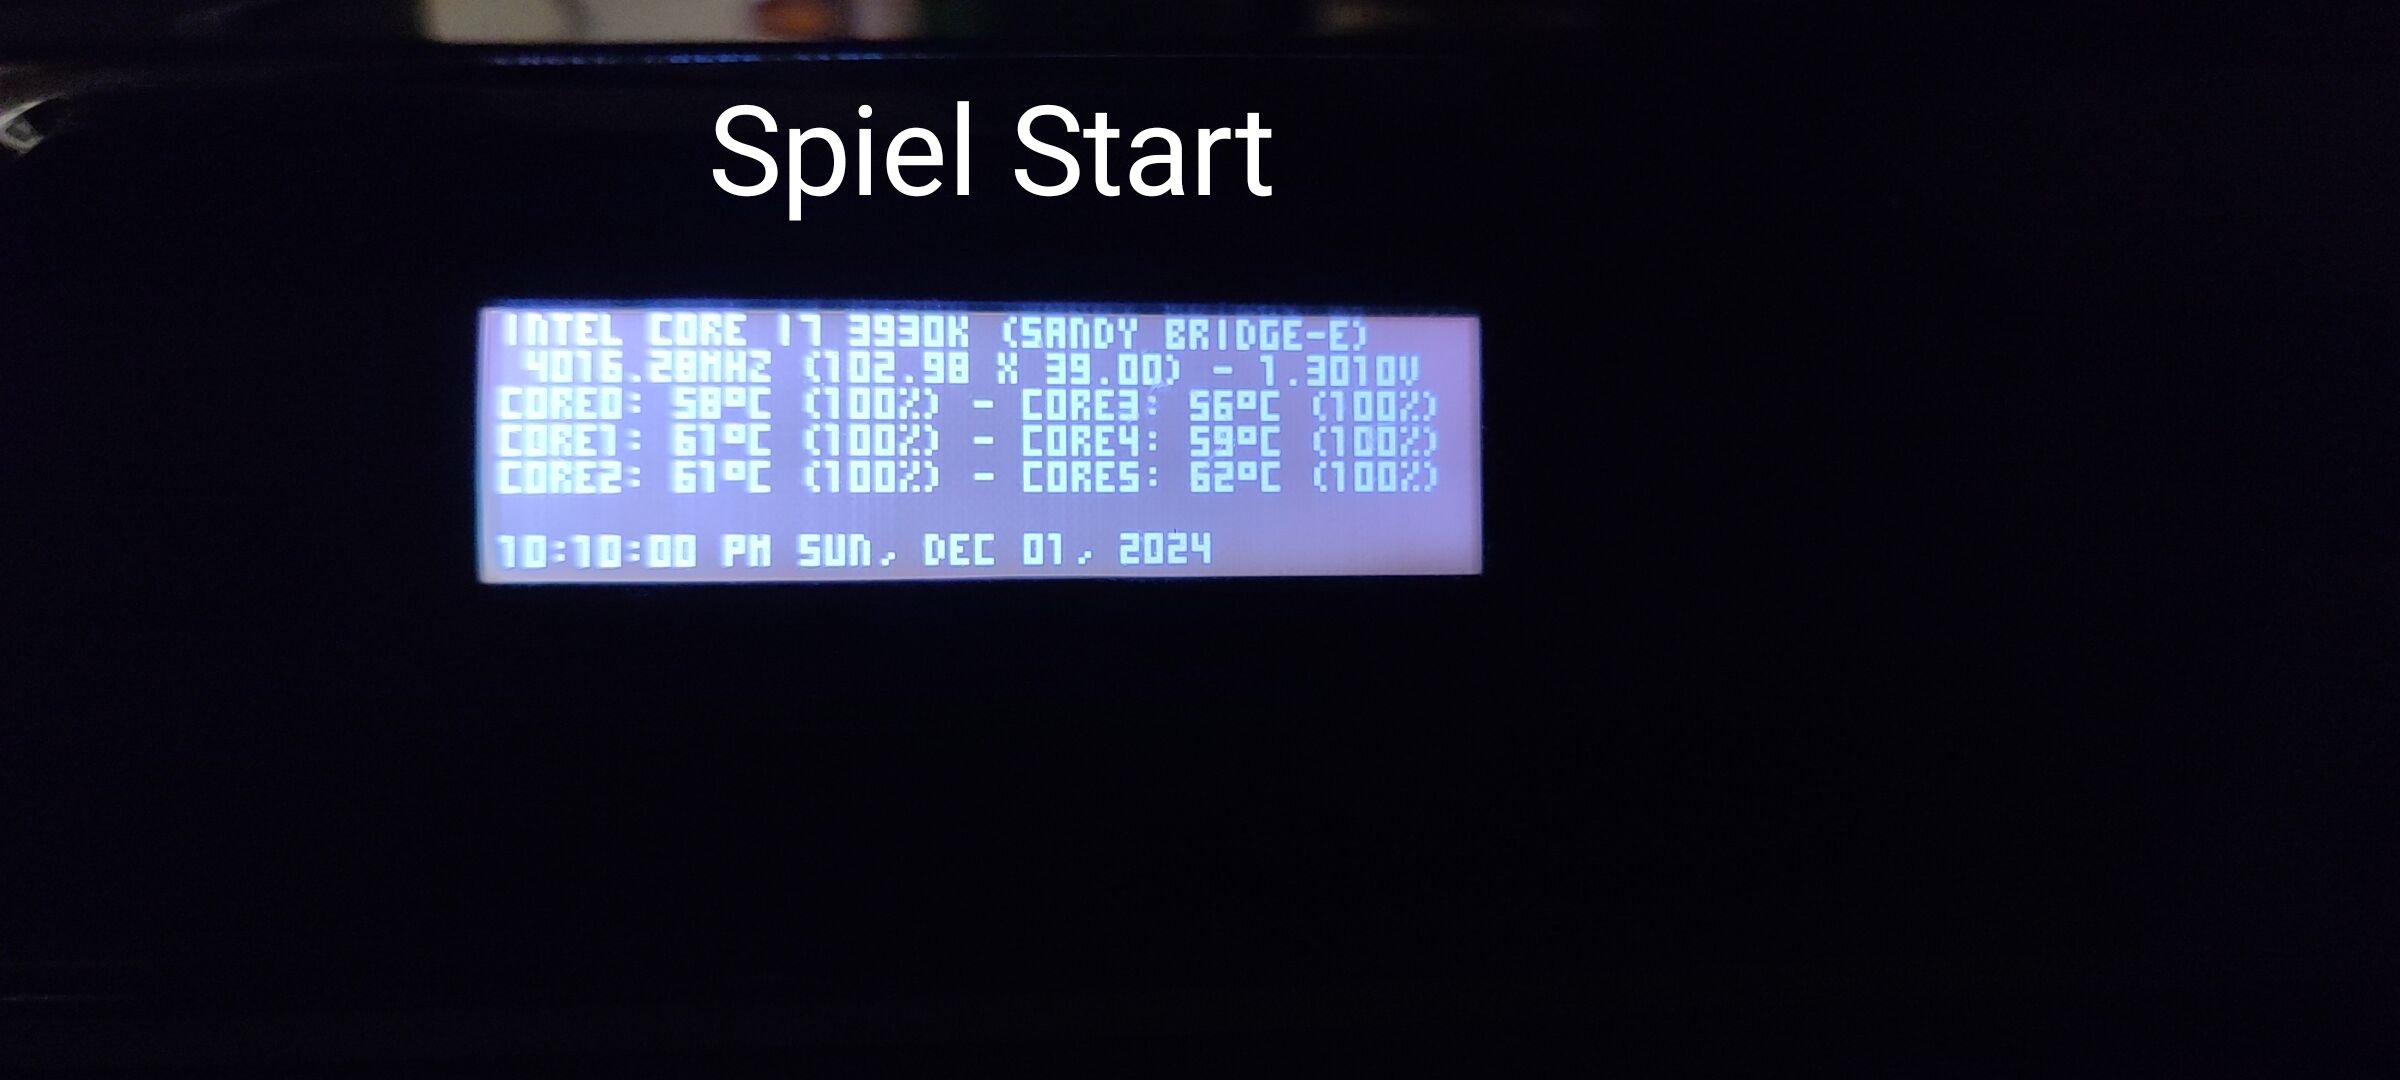 Spiel Start
INTEL CORE I7 3930K (SANDY BRIDGE-E)
4016.28MHZ (102.98 X 39.00) - 1.3010V
CORE0: 58°C (100%) - CORE3: 56°C (100%)
CORE1: 61°C (100%) - CORE4: 59°C (100%)
CORE2: 61°C (100%) - CORE5: 62°C (100%)
10:10:00 PM SUN, DEC 01, 2024